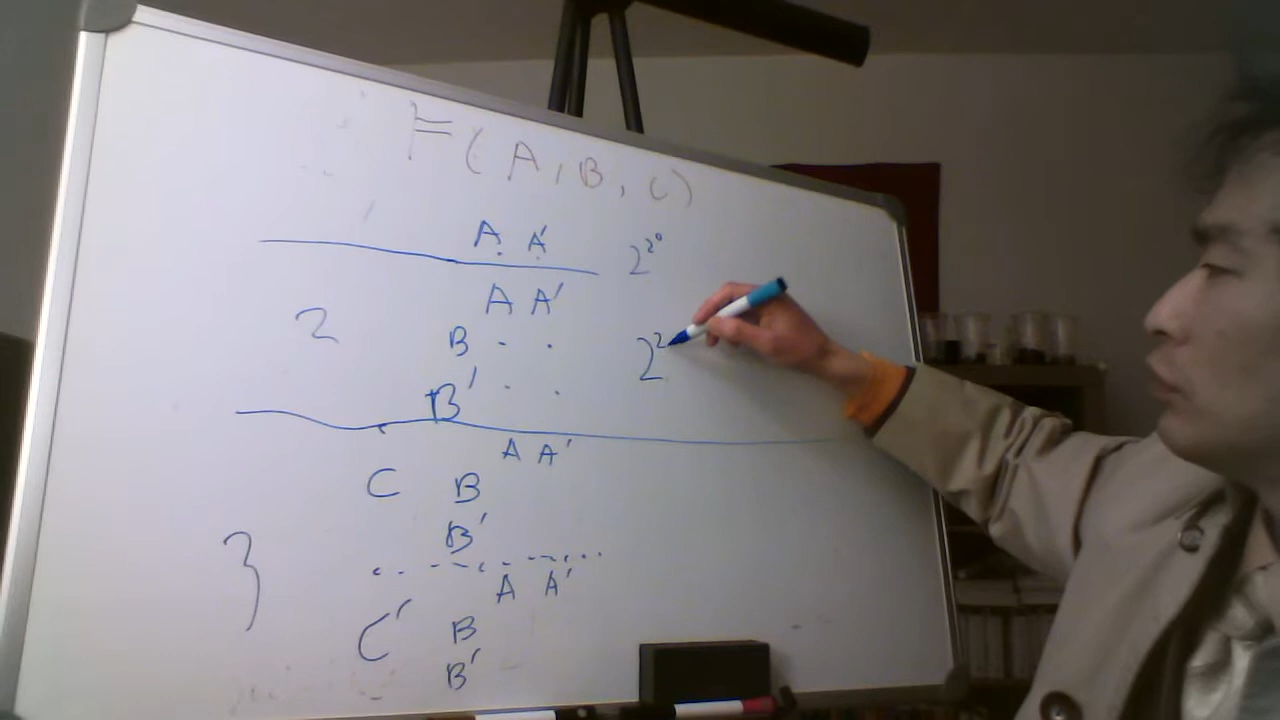 F(A,B,C)
A A' 2^2^0
A A'
2 B . .
2^2
B' . .
A A'
C B
B'
3
A A'
C' B
B'